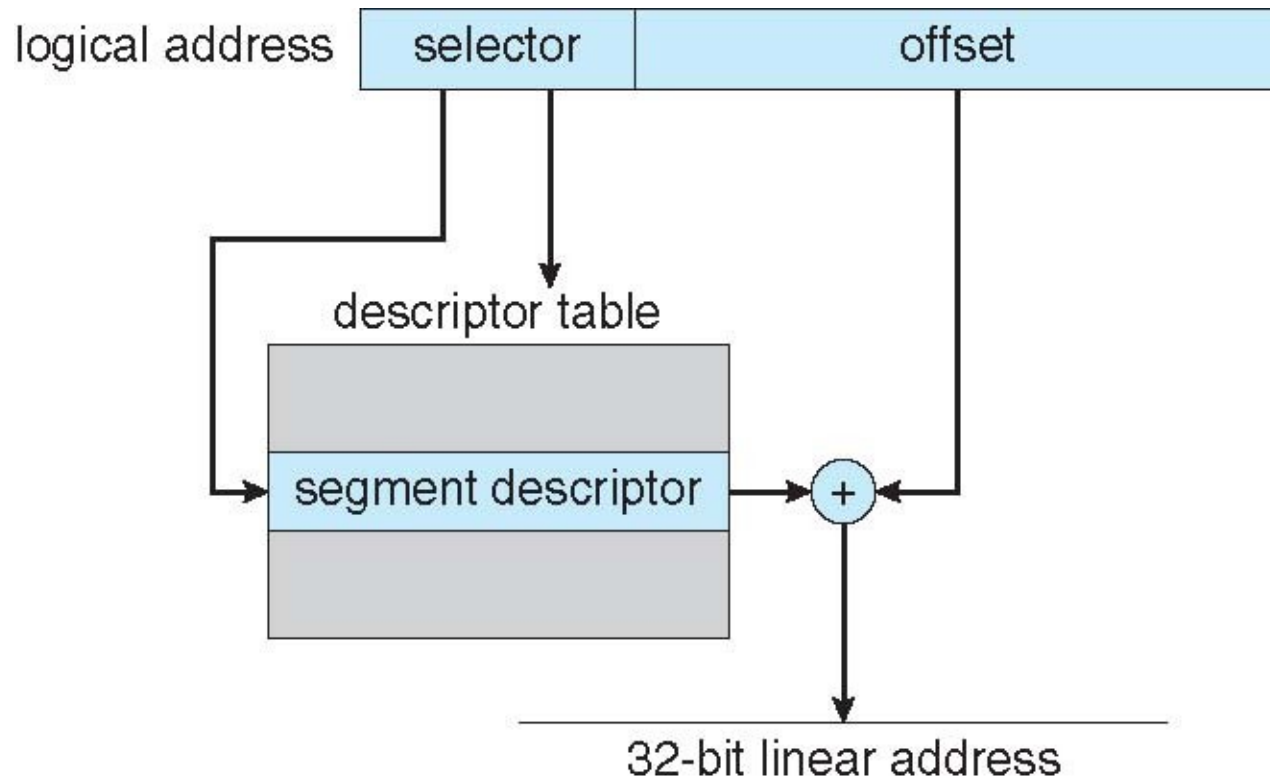 logical address
selector
offset
descriptor table
segment descriptor
+
32-bit linear address